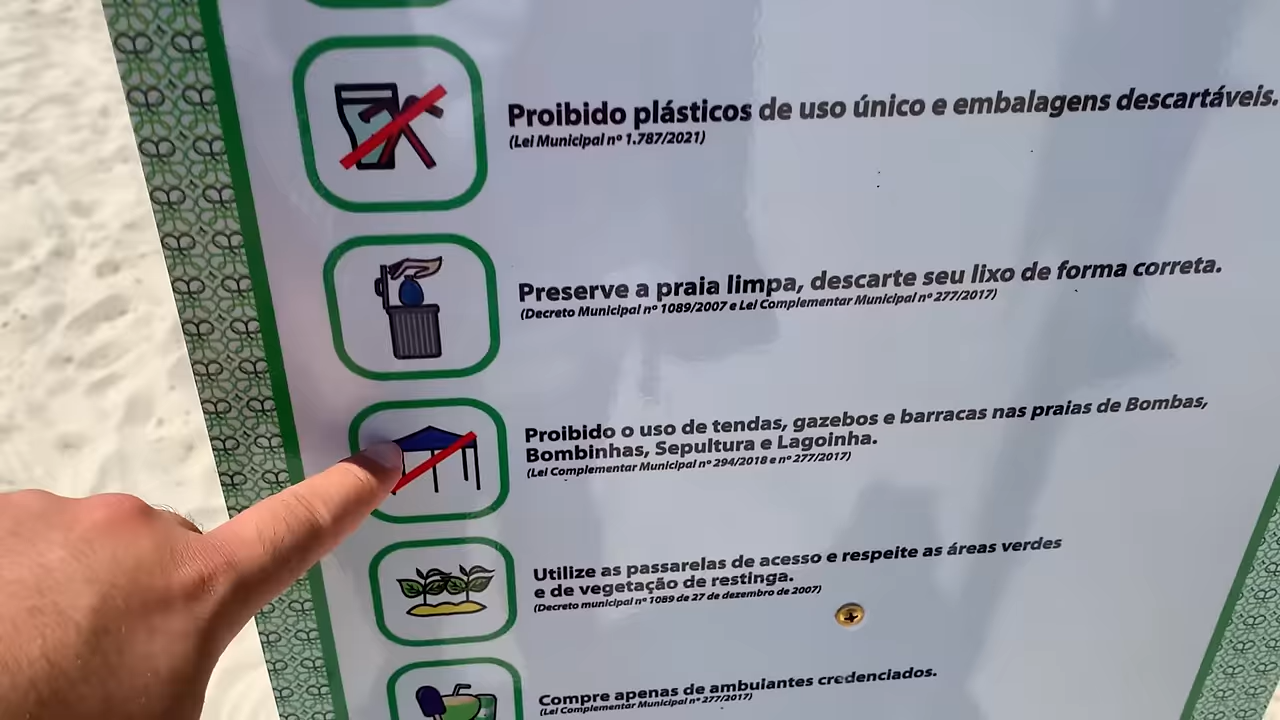 Proibido plásticos de uso único e embalagens descartáveis.
(Lei Municipal nº 1.787/2021)
Preserve a praia limpa, descarte seu lixo de forma correta.
(Decreto Municipal nº 1089/2007 e Lei Complementar Municipal nº 277/2017)
Proibido o uso de tendas, gazebos e barracas nas praias de Bombas,
Bombinhas, Sepultura e Lagoinha.
(Lei Complementar Municipal nº 294/2018 e nº 277/2017)
Utilize as passarelas de acesso e respeite as áreas verdes
e de vegetação de restinga.
(Decreto municipal nº 1089 de 27 de dezembro de 2007)
Compre apenas de ambulantes credenciados.
(Lei Complementar Municipal nº 277/2017)